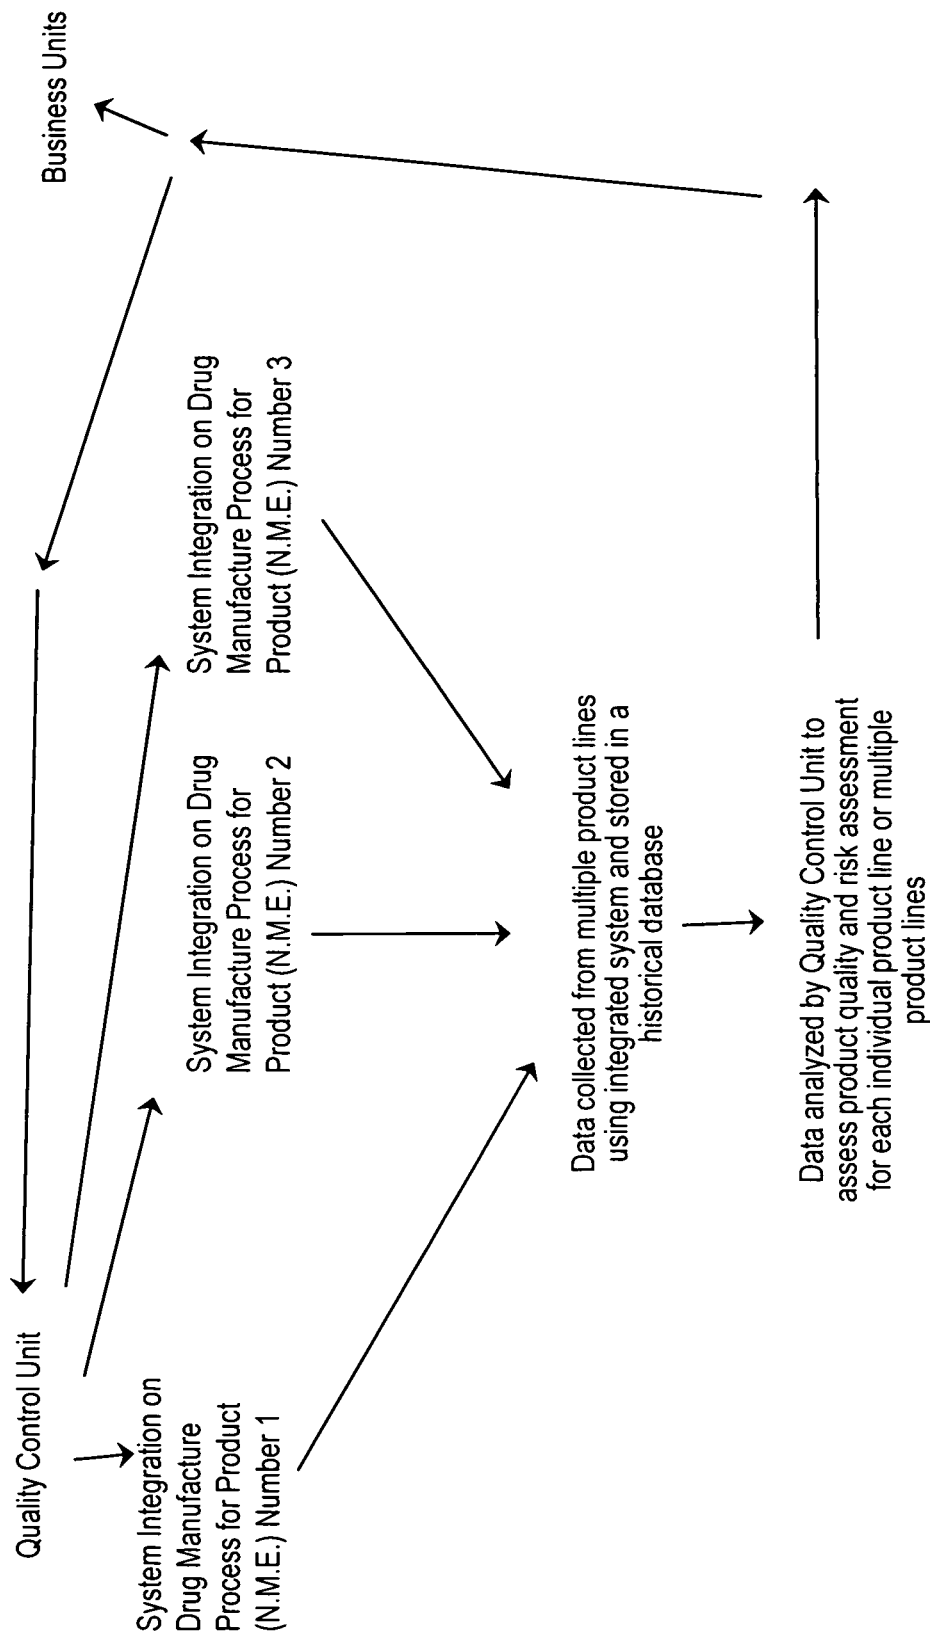 Quality Control Unit
Business Units
System Integration on
Drug Manufacture
Process for Product
(N.M.E.) Number 1
System Integration on Drug
Manufacture Process for
Product (N.M.E.) Number 2
System Integration on Drug
Manufacture Process for
Product (N.M.E.) Number 3
Data collected from multiple product lines
using integrated system and stored in a
historical database
Data analyzed by Quality Control Unit to
assess product quality and risk assessment
for each individual product line or multiple
product lines